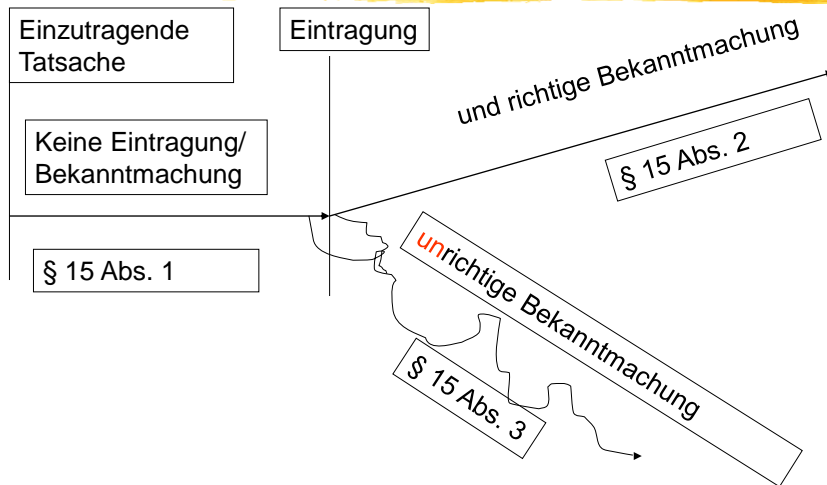 Einzutragende
Tatsache
Eintragung
und richtige Bekanntmachung
Keine Eintragung/
Bekanntmachung
§ 15 Abs. 2
§ 15 Abs. 1
unrichtige Bekanntmachung
§ 15 Abs. 3